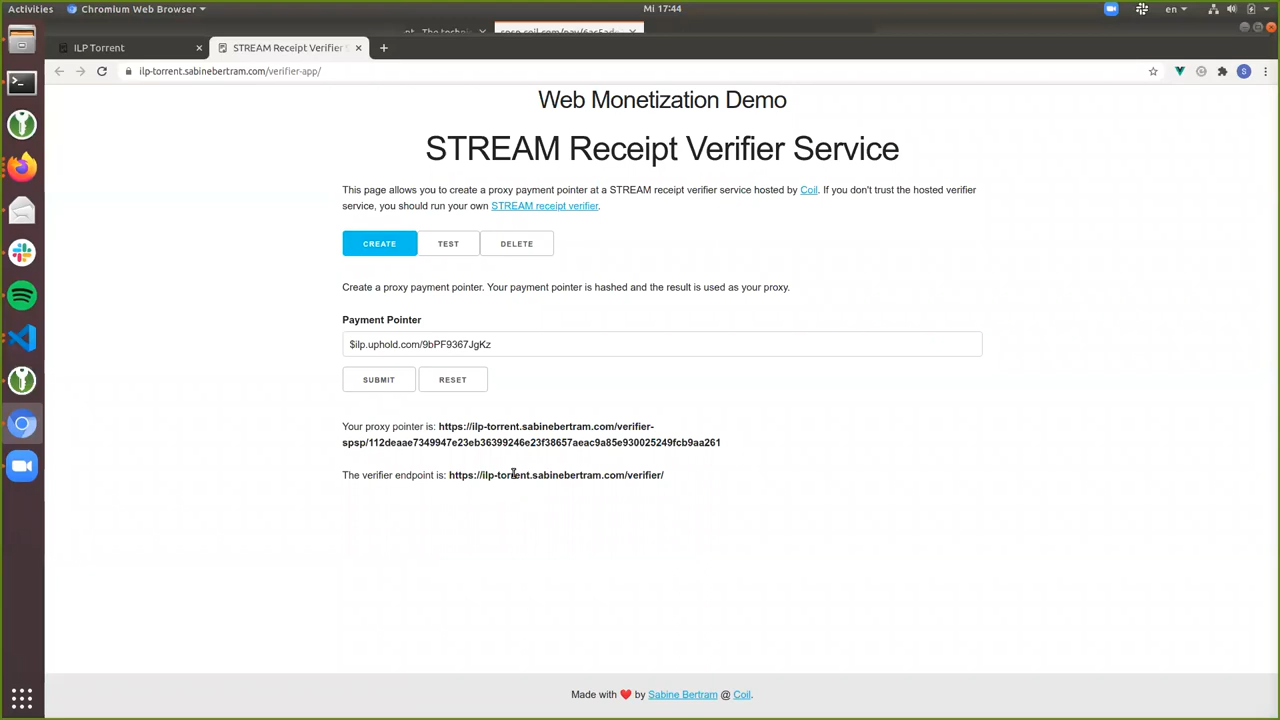 Activities
Chromium Web Browser
Mi 17:44
en
ILP Torrent
STREAM Receipt Verifier
ilp-torrent.sabinebertram.com/verifier-app/
S
Web Monetization Demo
STREAM Receipt Verifier Service
This page allows you to create a proxy payment pointer at a STREAM receipt verifier service hosted by Coil. If you don't trust the hosted verifier
service, you should run your own STREAM receipt verifier.
CREATE
TEST
DELETE
Create a proxy payment pointer. Your payment pointer is hashed and the result is used as your proxy.
Payment Pointer
$ilp.uphold.com/9bPF9367JgKz
SUBMIT
RESET
Your proxy pointer is: https://ilp-torrent.sabinebertram.com/verifier-
spsp/112deaae7349947e23eb36399246e23f38657aeac9a85e930025249fcb9aa261
The verifier endpoint is: https://ilp-torrent.sabinebertram.com/verifier/
Made with ❤️ by Sabine Bertram @ Coil.